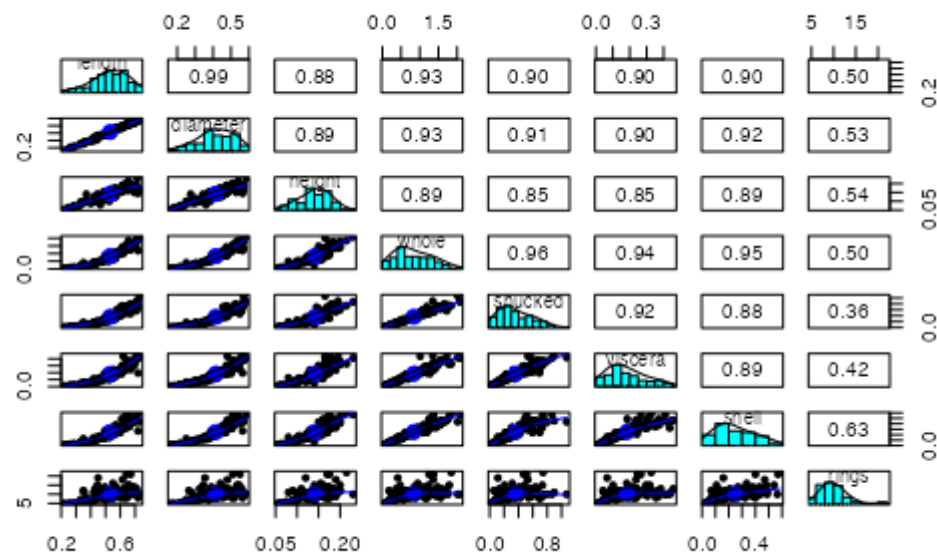 0.2 0.6 0.0 1.5 0.0 0.3 5 15
length 0.99 0.88 0.93 0.90 0.90 0.90 0.50 0.2
0.2 diameter 0.89 0.93 0.91 0.90 0.92 0.53
height 0.89 0.85 0.85 0.89 0.54 0.05
0.0 whole 0.96 0.94 0.95 0.50
shucked 0.92 0.88 0.36 0.0
0.0 viscera 0.89 0.42
shell 0.63 0.0
5 rings
0.2 0.6 0.05 0.20 0.0 0.8 0.0 0.4